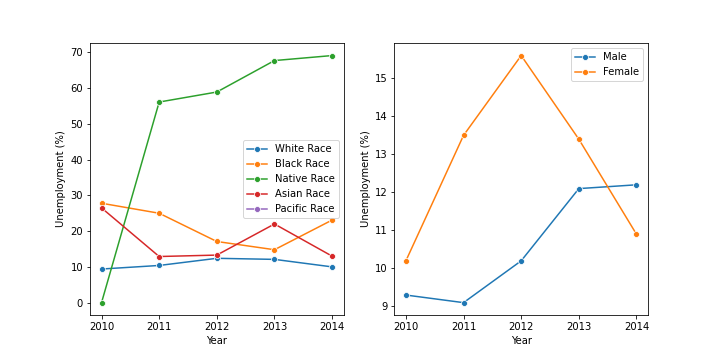 70
60
50
40
30
20
10
0
Unemployment (%)
White Race
Black Race
Native Race
Asian Race
Pacific Race
2010 2011 2012 2013 2014
Year
15
14
13
12
11
10
9
Unemployment (%)
Male
Female
2010 2011 2012 2013 2014
Year